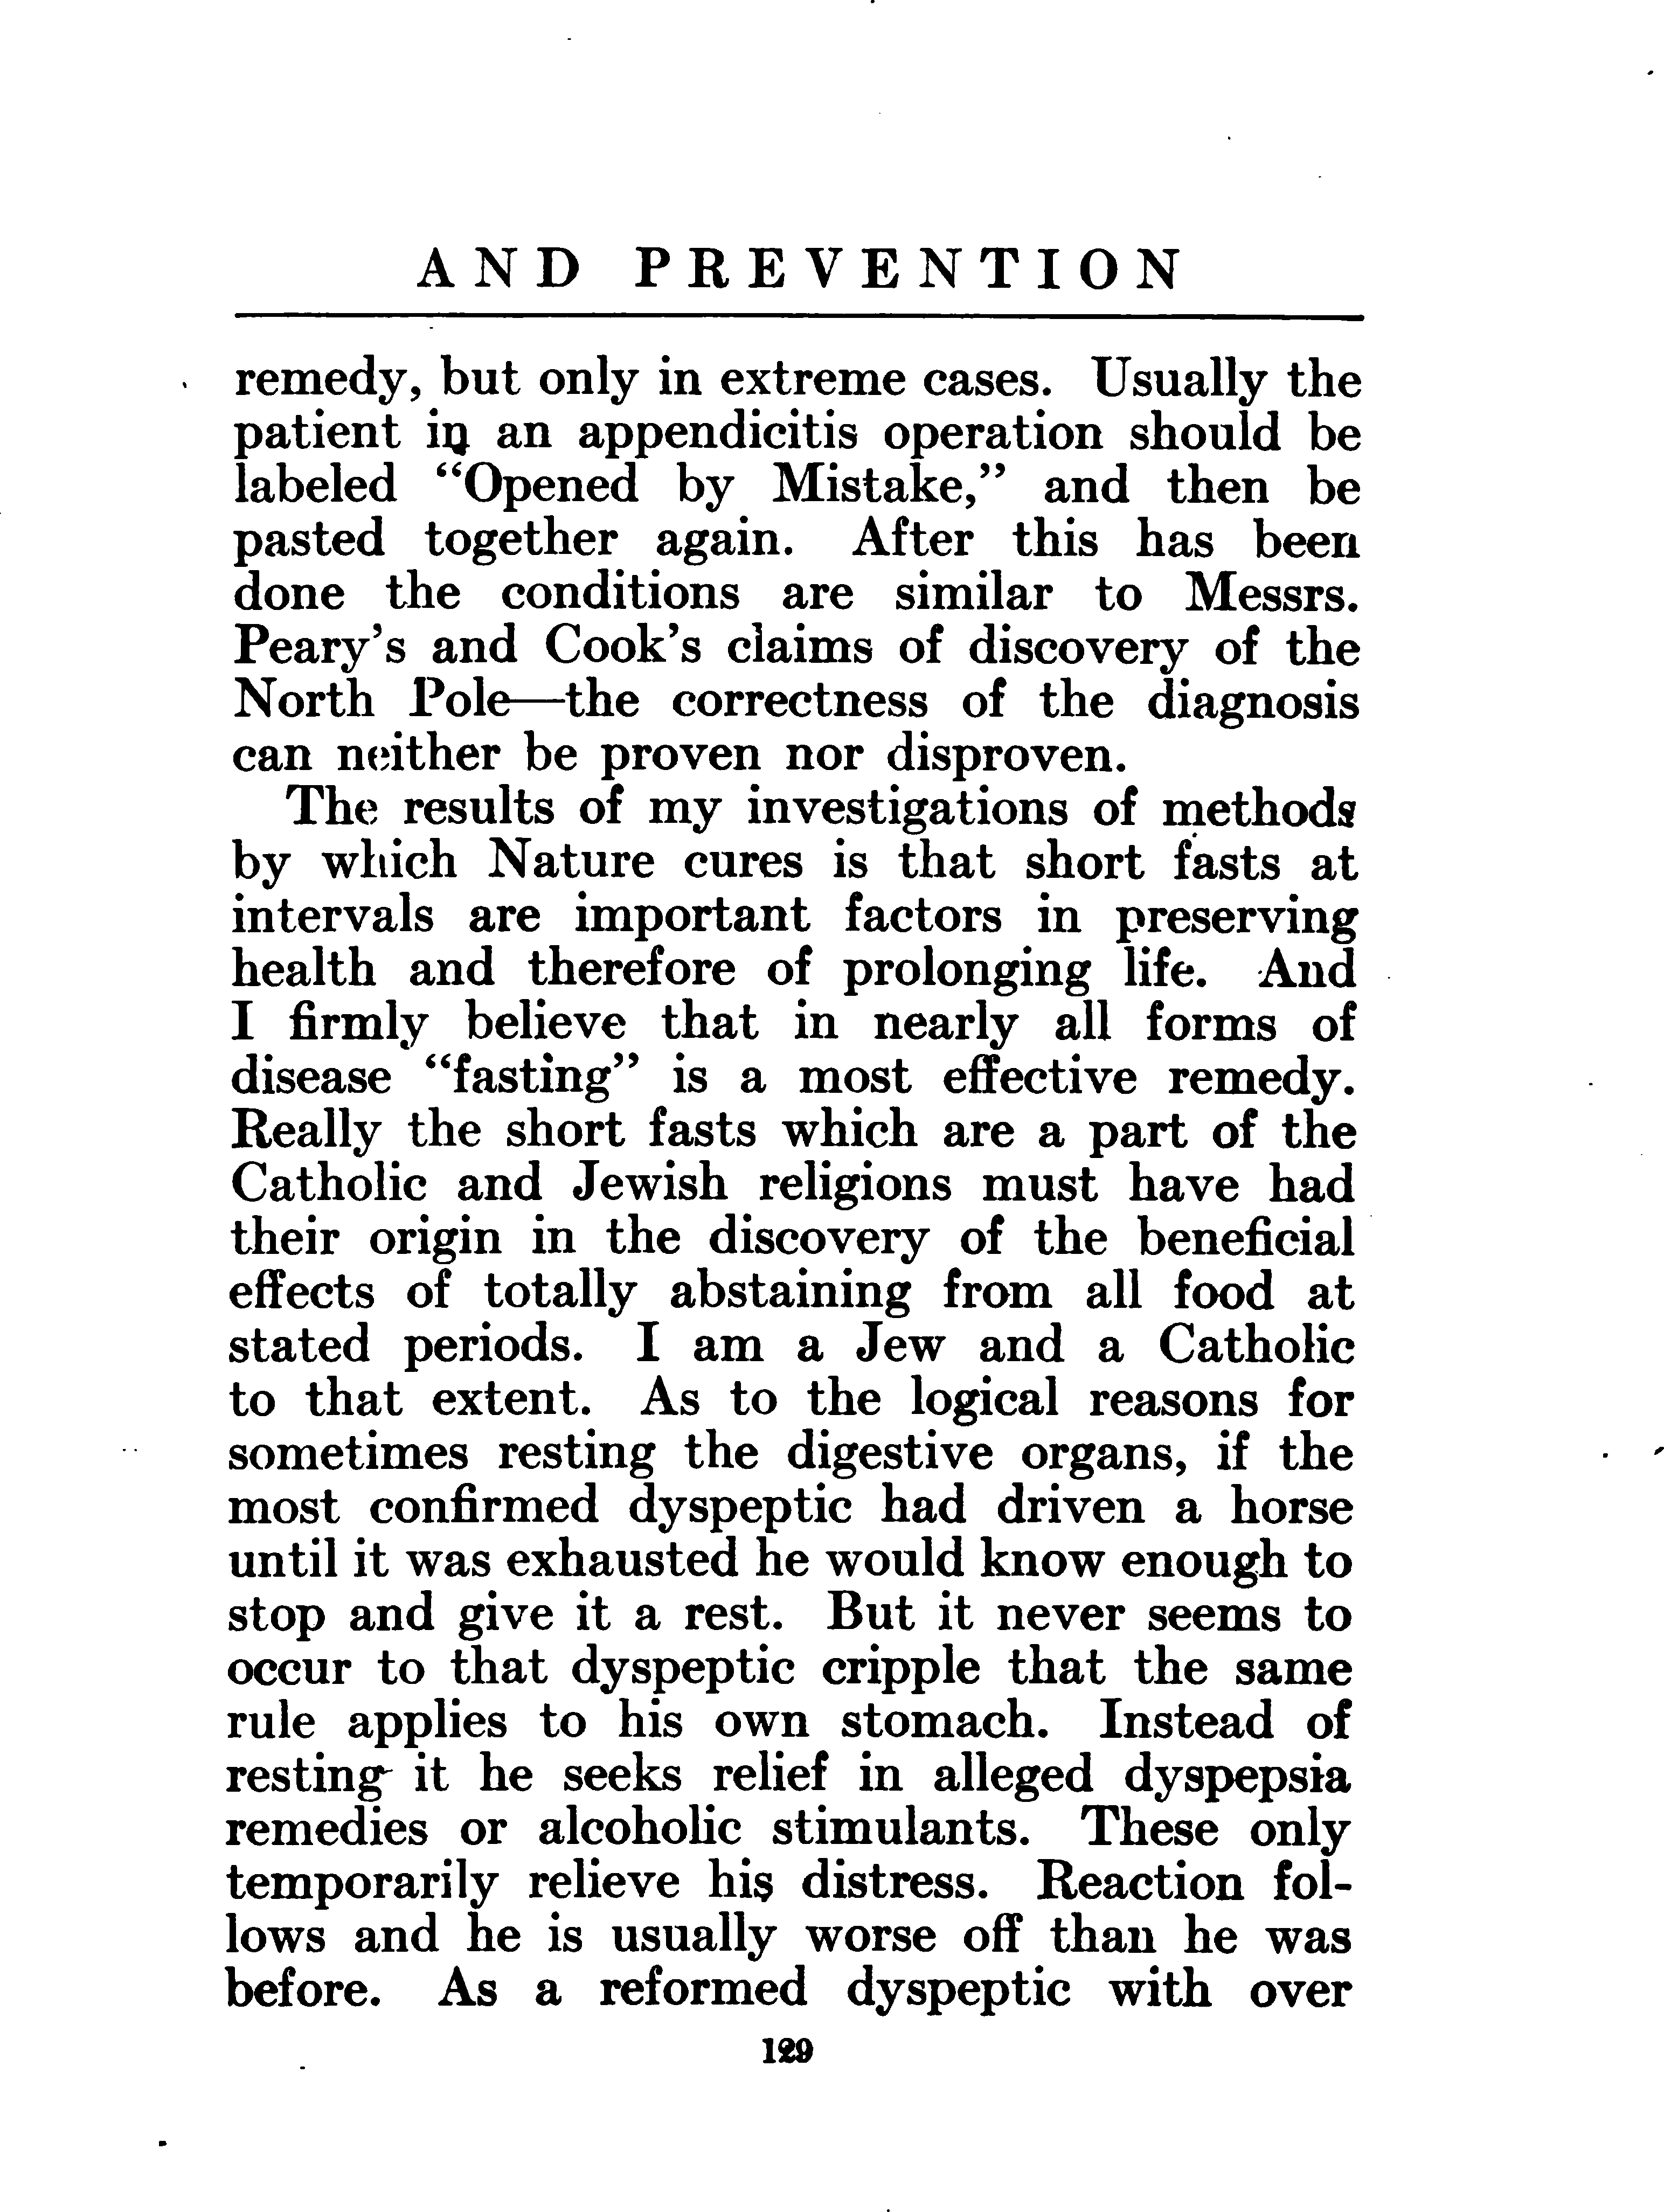 AND PREVENTION
remedy, but only in extreme cases. Usually the
patient in an appendicitis operation should be
labeled “Opened by Mistake,” and then be
pasted together again. After this has been
done the conditions are similar to Messrs.
Peary’s and Cook’s claims of discovery of the
North Pole—the correctness of the diagnosis
can neither be proven nor disproven.
The results of my investigations of methods
by which Nature cures is that short fasts at
intervals are important factors in preserving
health and therefore of prolonging life. And
I firmly believe that in nearly all forms of
disease “fasting” is a most effective remedy.
Really the short fasts which are a part of the
Catholic and Jewish religions must have had
their origin in the discovery of the beneficial
effects of totally abstaining from all food at
stated periods. I am a Jew and a Catholic
to that extent. As to the logical reasons for
sometimes resting the digestive organs, if the
most confirmed dyspeptic had driven a horse
until it was exhausted he would know enough to
stop and give it a rest. But it never seems to
occur to that dyspeptic cripple that the same
rule applies to his own stomach. Instead of
resting it he seeks relief in alleged dyspepsia
remedies or alcoholic stimulants. These only
temporarily relieve his distress. Reaction fol-
lows and he is usually worse off than he was
before. As a reformed dyspeptic with over
129